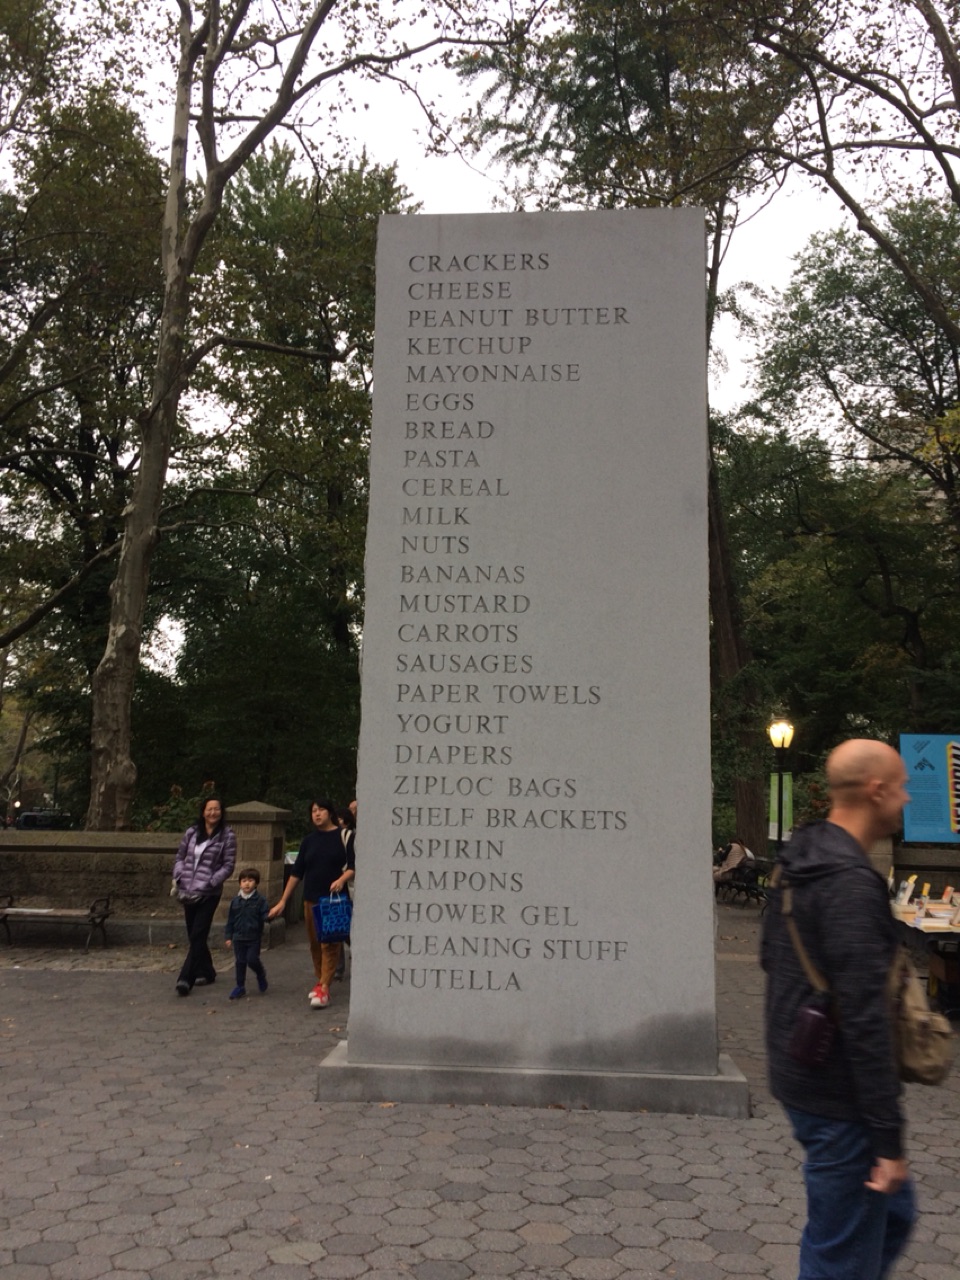 CRACKERS
CHEESE
PEANUT BUTTER
KETCHUP
MAYONNAISE
EGGS
BREAD
PASTA
CEREAL
MILK
NUTS
BANANAS
MUSTARD
CARROTS
SAUSAGES
PAPER TOWELS
YOGURT
DIAPERS
ZIPLOC BAGS
SHELF BRACKETS
ASPIRIN
TAMPONS
SHOWER GEL
CLEANING STUFF
NUTELLA